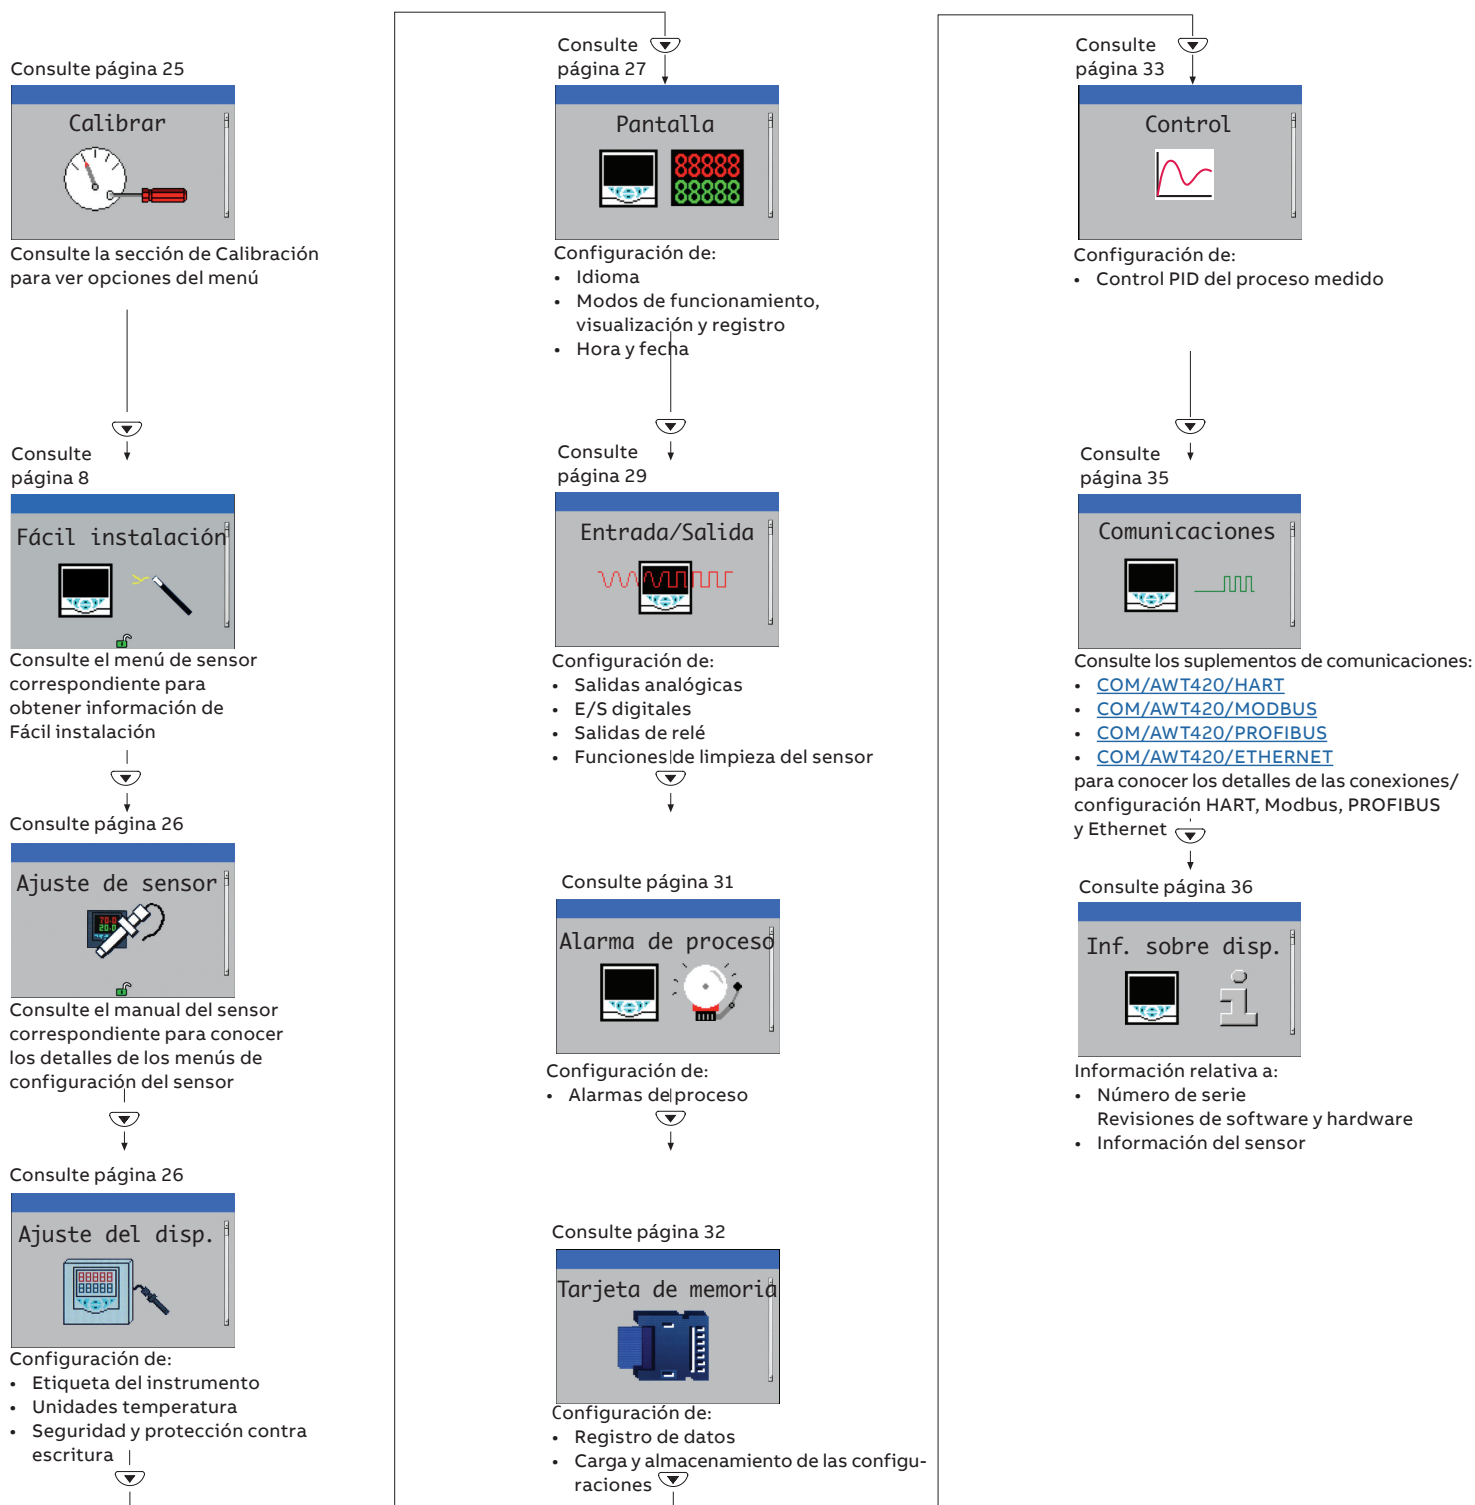 Consulte página 25
Calibrar
Consulte la sección de Calibración
para ver opciones del menú
Consulte
página 8
Fácil instalación
Consulte el menú de sensor
correspondiente para
obtener información de
Fácil instalación
Consulte página 26
Ajuste de sensor
70.0
20.0
Consulte el manual del sensor
correspondiente para conocer
los detalles de los menús de
configuración del sensor
Consulte página 26
Ajuste del disp.
88888
88888
Configuración de:
• Etiqueta del instrumento
• Unidades temperatura
• Seguridad y protección contra
escritura
Consulte
página 27
Pantalla
88888
88888
Configuración de:
• Idioma
• Modos de funcionamiento,
visualización y registro
• Hora y fecha
Consulte
página 29
Entrada/Salida
Configuración de:
• Salidas analógicas
• E/S digitales
• Salidas de relé
• Funciones de limpieza del sensor
Consulte página 31
Alarma de proceso
Configuración de:
• Alarmas de proceso
Consulte página 32
Tarjeta de memoria
Configuración de:
• Registro de datos
• Carga y almacenamiento de las configu-
raciones
Consulte
página 33
Control
Configuración de:
• Control PID del proceso medido
Consulte
página 35
Comunicaciones
Consulte los suplementos de comunicaciones:
• COM/AWT420/HART
• COM/AWT420/MODBUS
• COM/AWT420/PROFIBUS
• COM/AWT420/ETHERNET
para conocer los detalles de las conexiones/
configuración HART, Modbus, PROFIBUS
y Ethernet
Consulte página 36
Inf. sobre disp.
Información relativa a:
• Número de serie
Revisiones de software y hardware
• Información del sensor